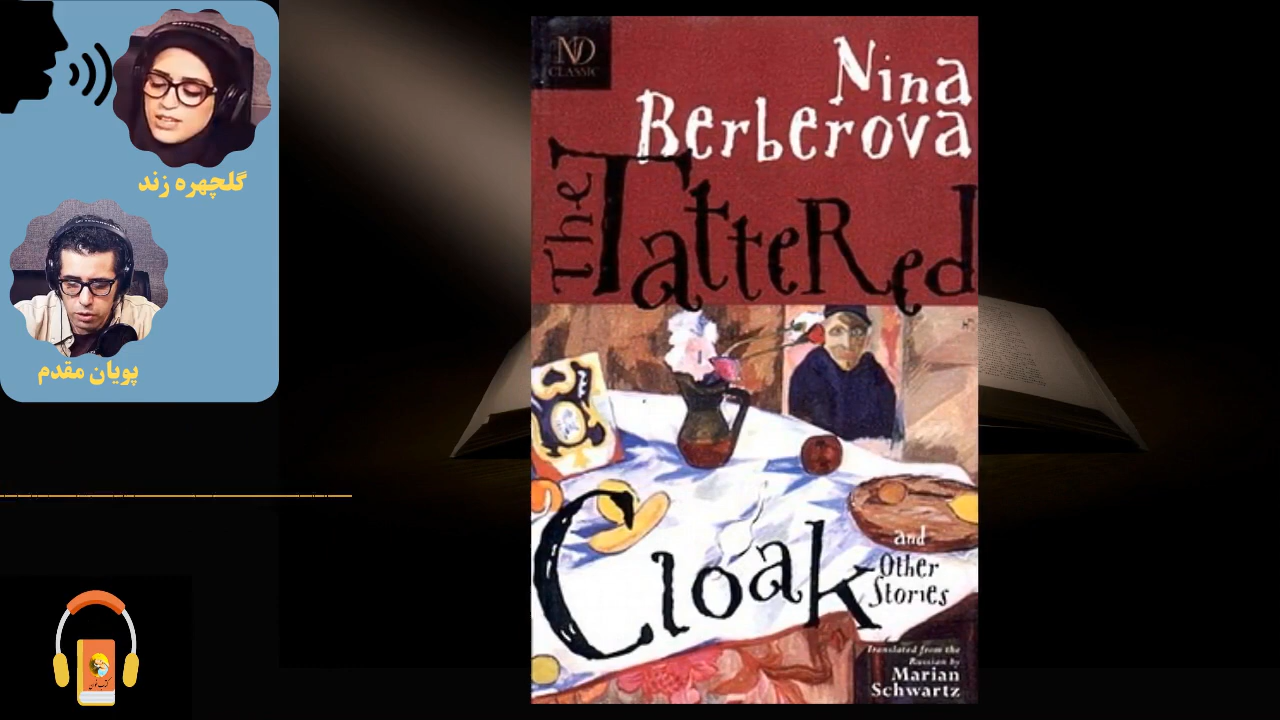 گلچهره زند
پویان مقدم
ND
CLASSIC
Nina
Berberova
The
Tattered
Cloak
and
Other
Stories
Translated from the
Russian by
Marian
Schwartz